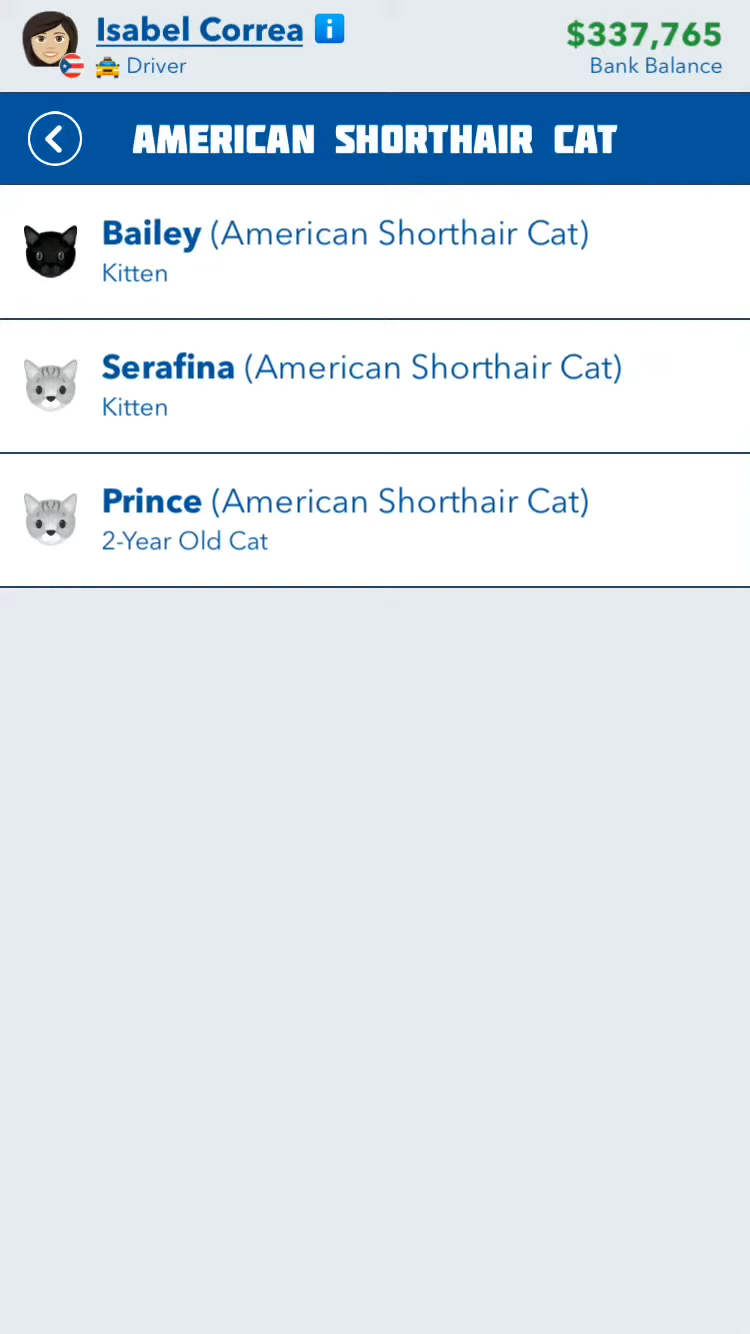 Isabel Correa
Driver
$337,765
Bank Balance
AMERICAN SHORTHAIR CAT
Bailey (American Shorthair Cat)
Kitten
Serafina (American Shorthair Cat)
Kitten
Prince (American Shorthair Cat)
2-Year Old Cat